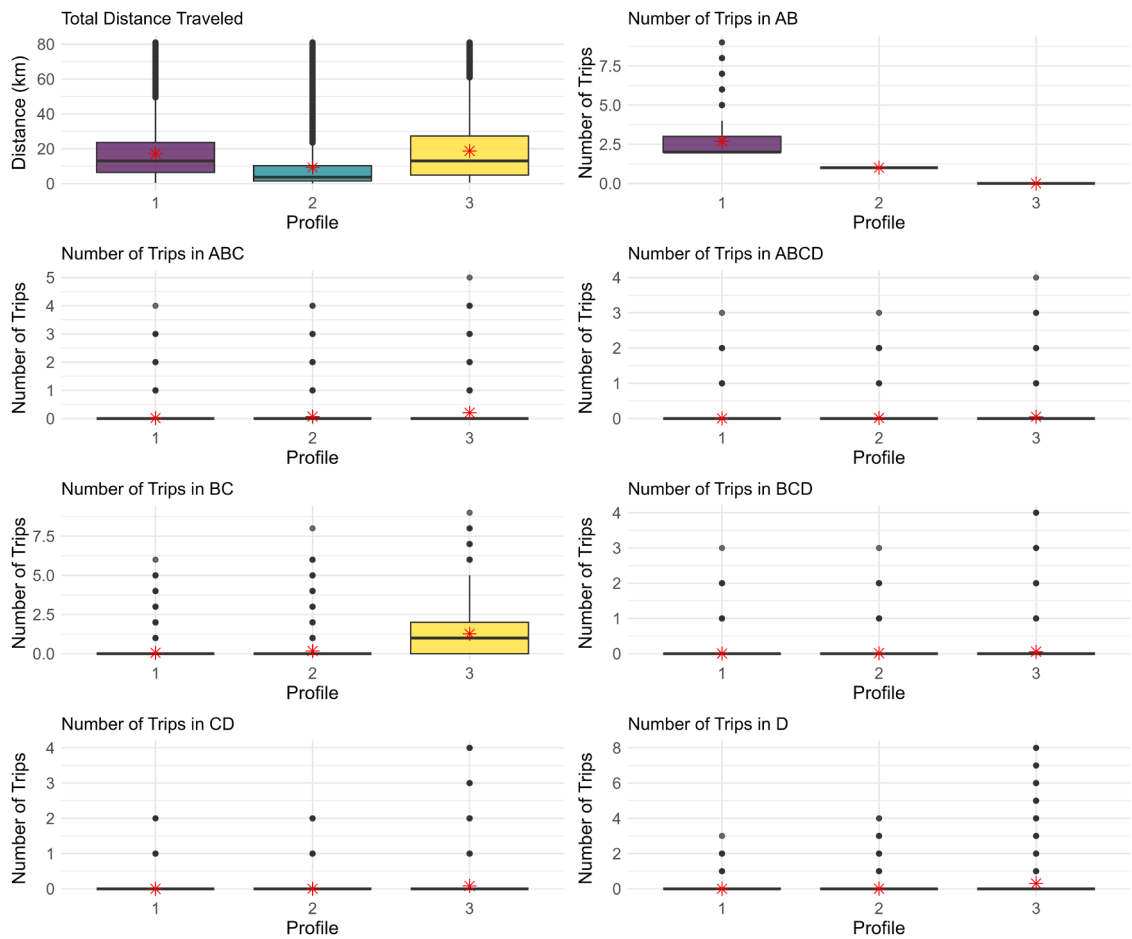 Total Distance Traveled
Distance (km)
80
60
40
20
0
1 2 3
Profile
Number of Trips in AB
Number of Trips
7.5
5.0
2.5
0.0
1 2 3
Profile
Number of Trips in ABC
Number of Trips
5
4
3
2
1
0
1 2 3
Profile
Number of Trips in ABCD
Number of Trips
4
3
2
1
0
1 2 3
Profile
Number of Trips in BC
Number of Trips
7.5
5.0
2.5
0.0
1 2 3
Profile
Number of Trips in BCD
Number of Trips
4
3
2
1
0
1 2 3
Profile
Number of Trips in CD
Number of Trips
4
3
2
1
0
1 2 3
Profile
Number of Trips in D
Number of Trips
8
6
4
2
0
1 2 3
Profile